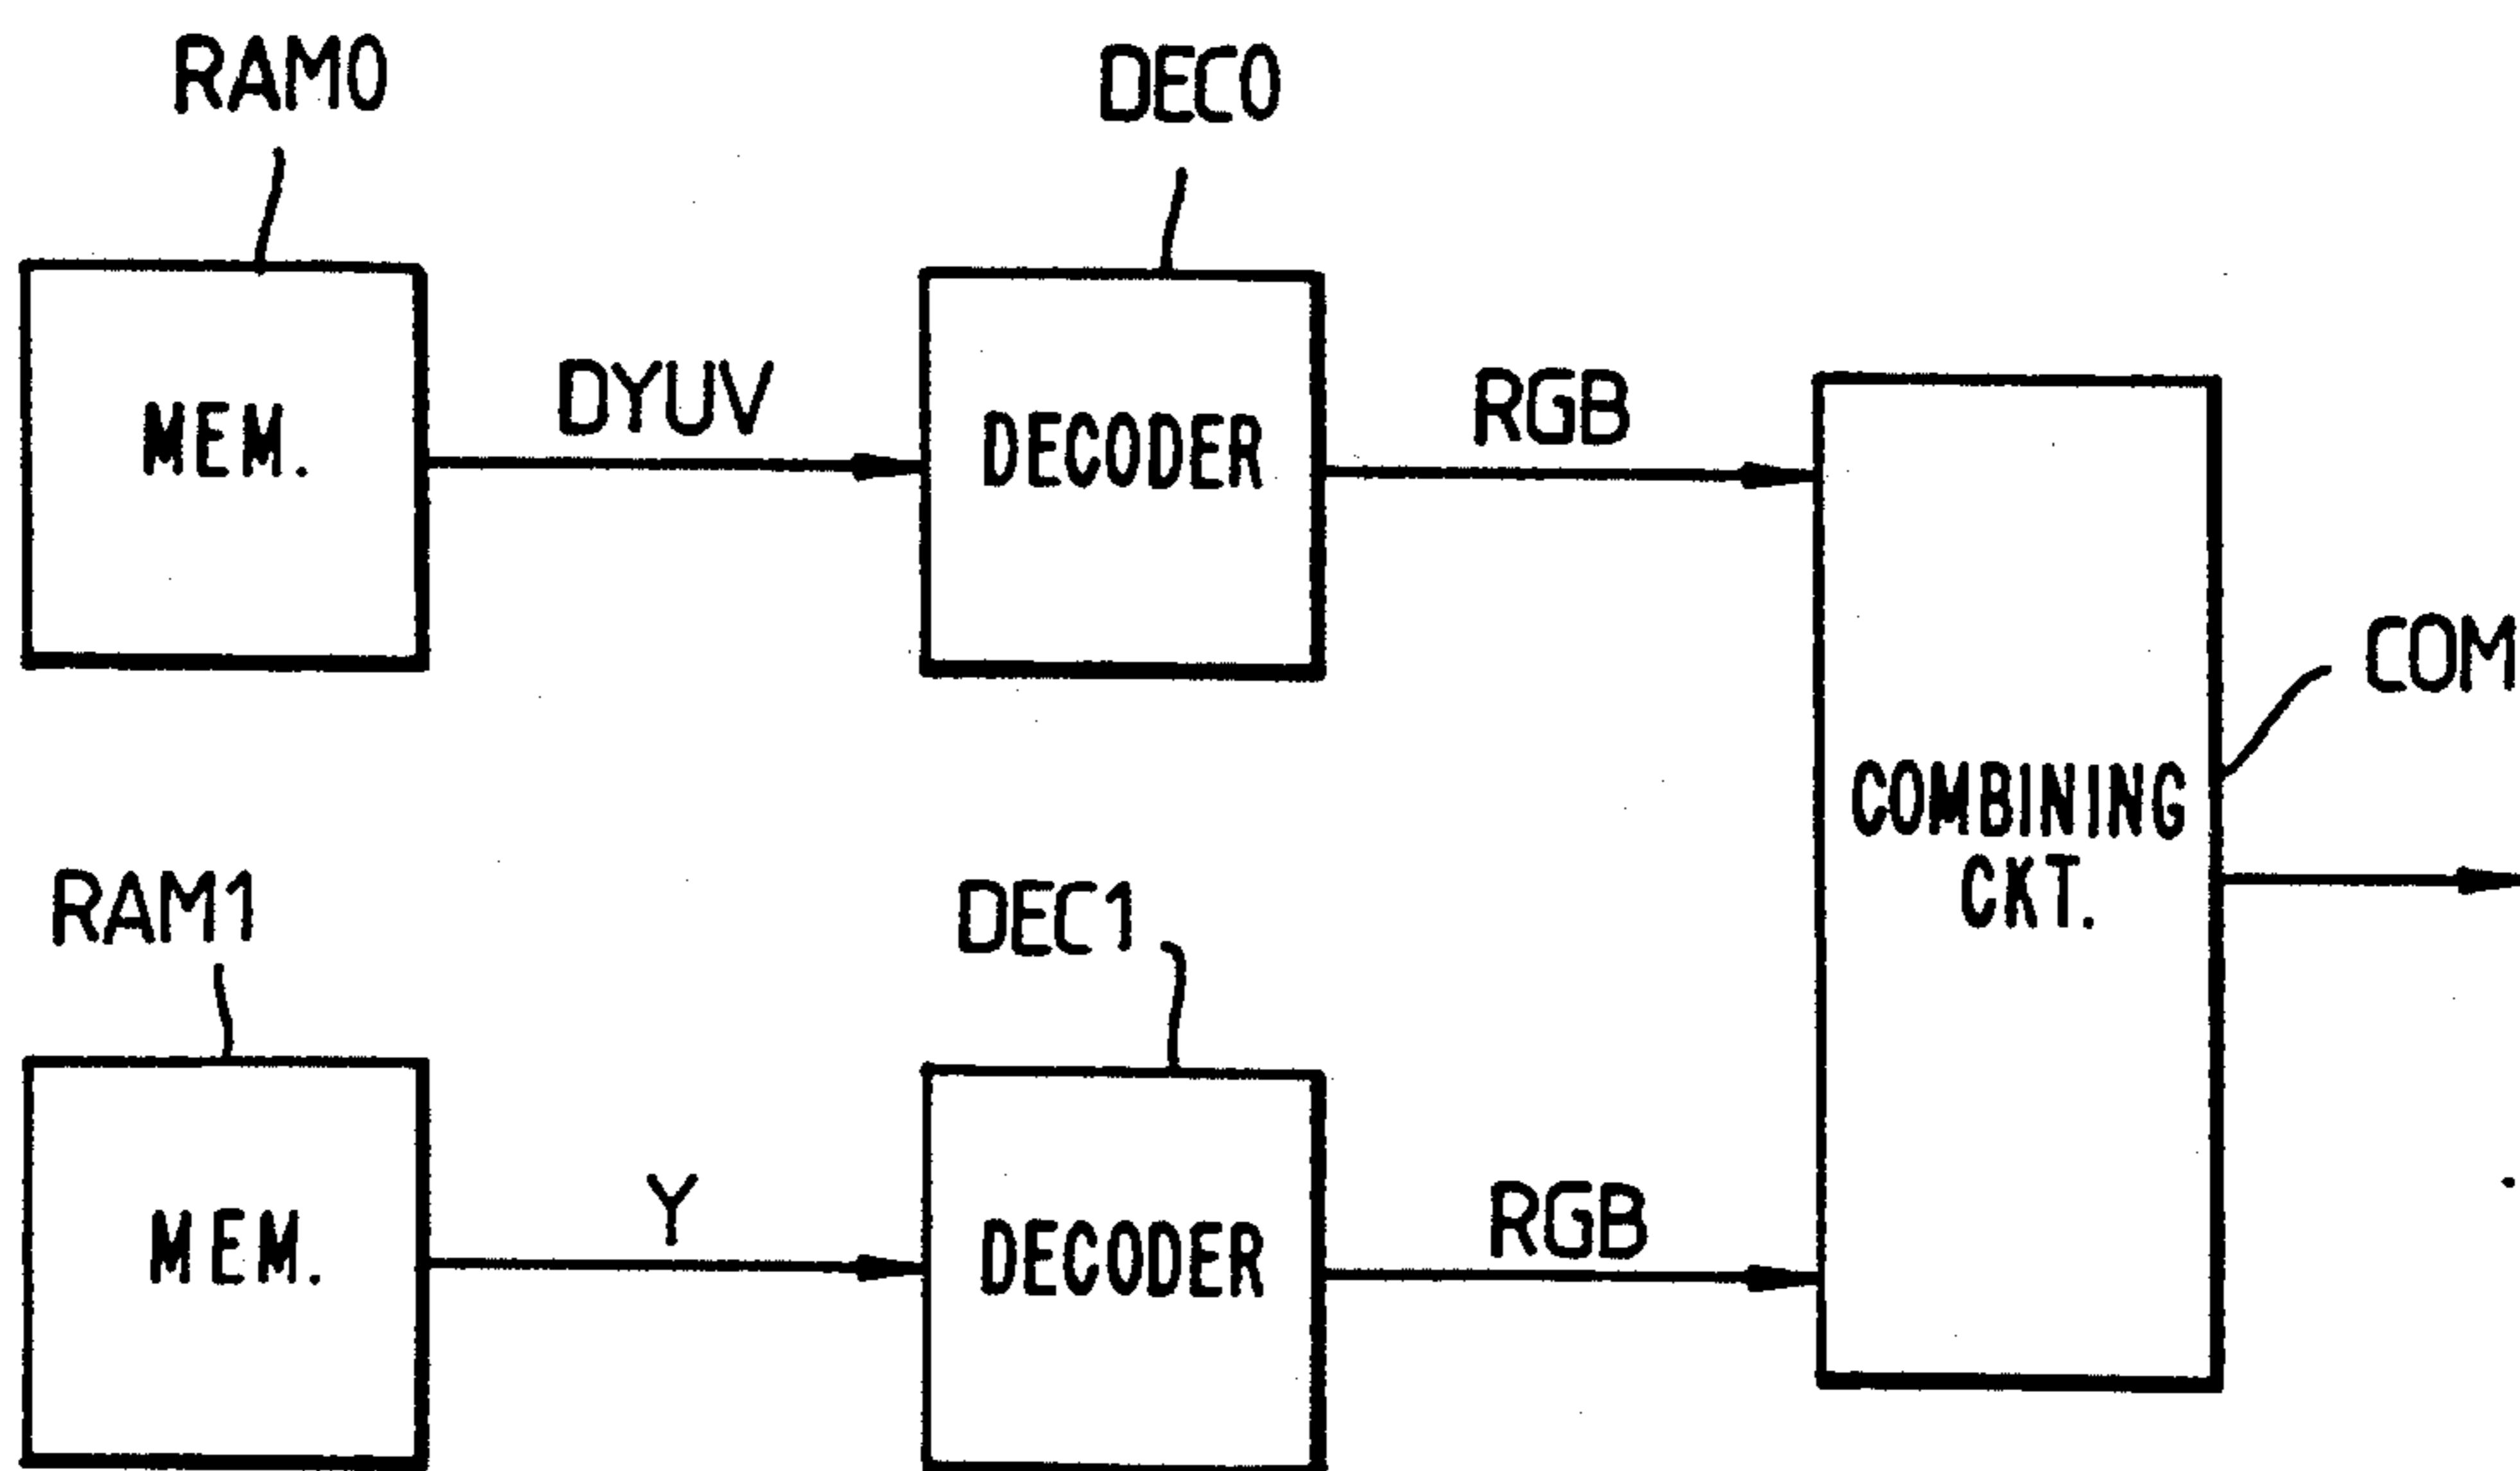 RAM0
DEC0
MEM.
DYUV
DECODER
RGB
COM
COMBINING
CKT.
RAM1
DEC1
MEM.
Y
DECODER
RGB